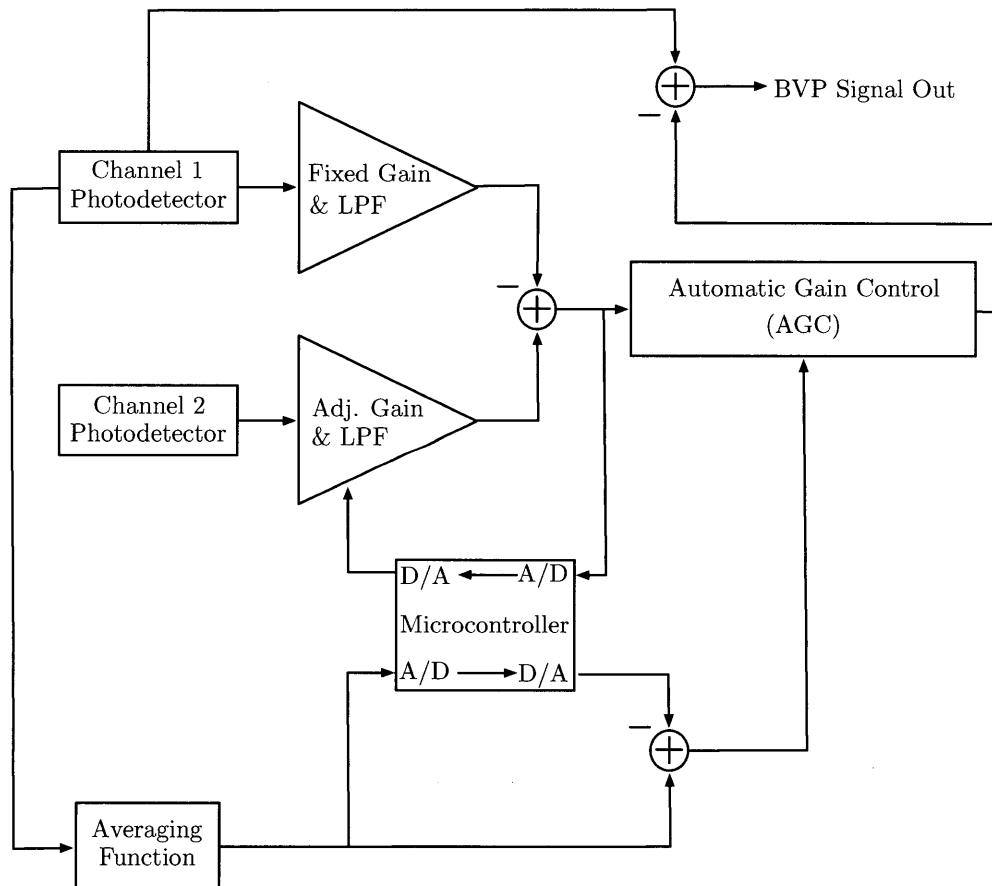 BVP Signal Out
Channel 1
Photodetector
Fixed Gain
& LPF
−
−
Automatic Gain Control
(AGC)
Channel 2
Photodetector
Adj. Gain
& LPF
D/A A/D
Microcontroller
A/D D/A
−
Averaging
Function